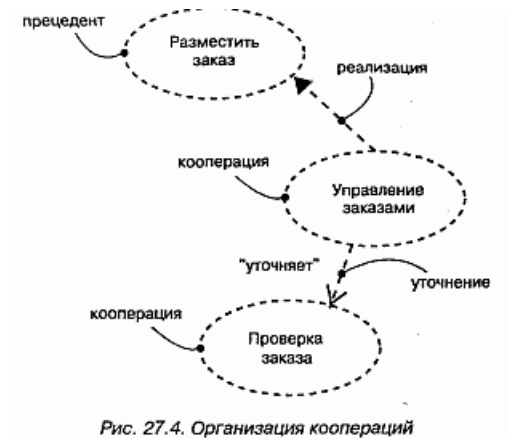 прецедент
Разместить
заказ
реализация
кооперация
Управление
заказами
"уточняет"
уточнение
кооперация
Проверка
заказа
Рис. 27.4. Организация коопераций